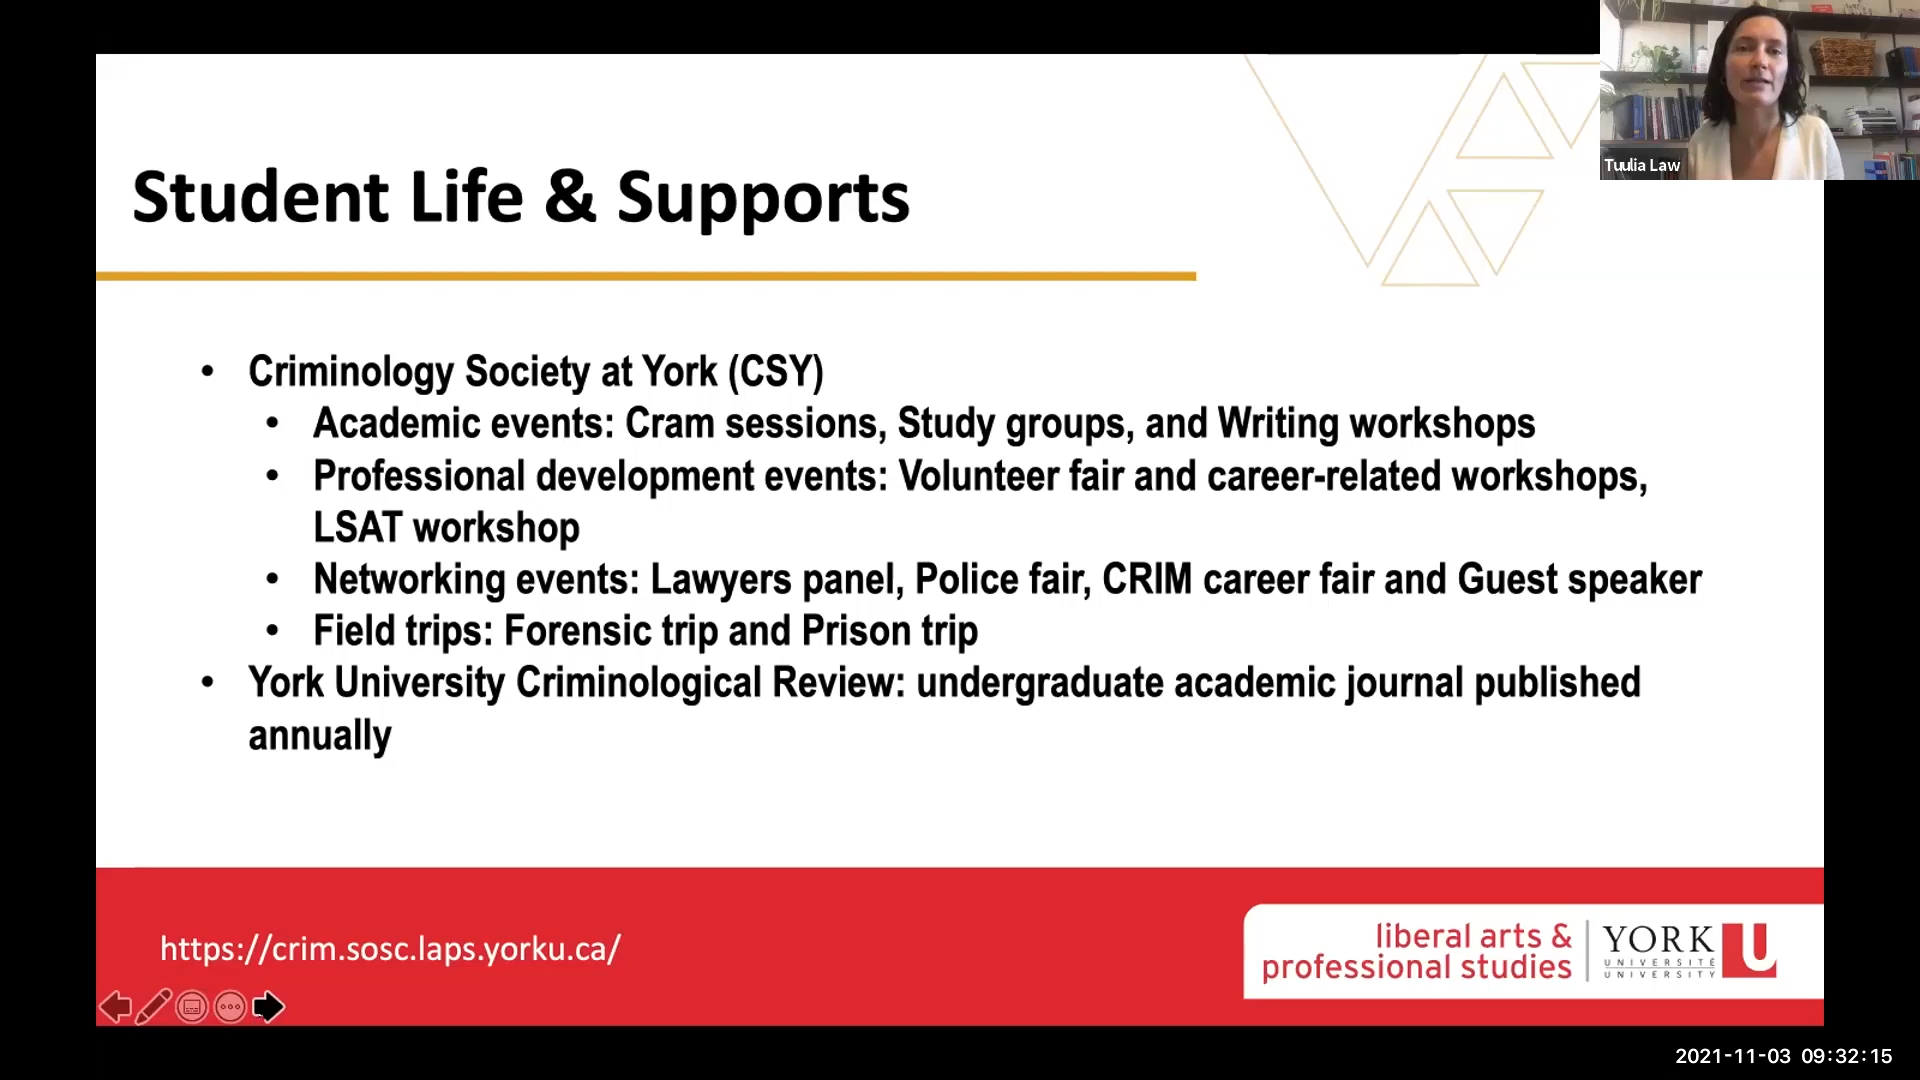 Tuulia Law
Student Life & Supports
• Criminology Society at York (CSY)
• Academic events: Cram sessions, Study groups, and Writing workshops
• Professional development events: Volunteer fair and career-related workshops,
LSAT workshop
• Networking events: Lawyers panel, Police fair, CRIM career fair and Guest speaker
• Field trips: Forensic trip and Prison trip
• York University Criminological Review: undergraduate academic journal published
annually
https://crim.sosc.laps.yorku.ca/
liberal arts &
professional studies
YORK U
UNIVERSITÉ
UNIVERSITY
2021-11-03 09:32:15